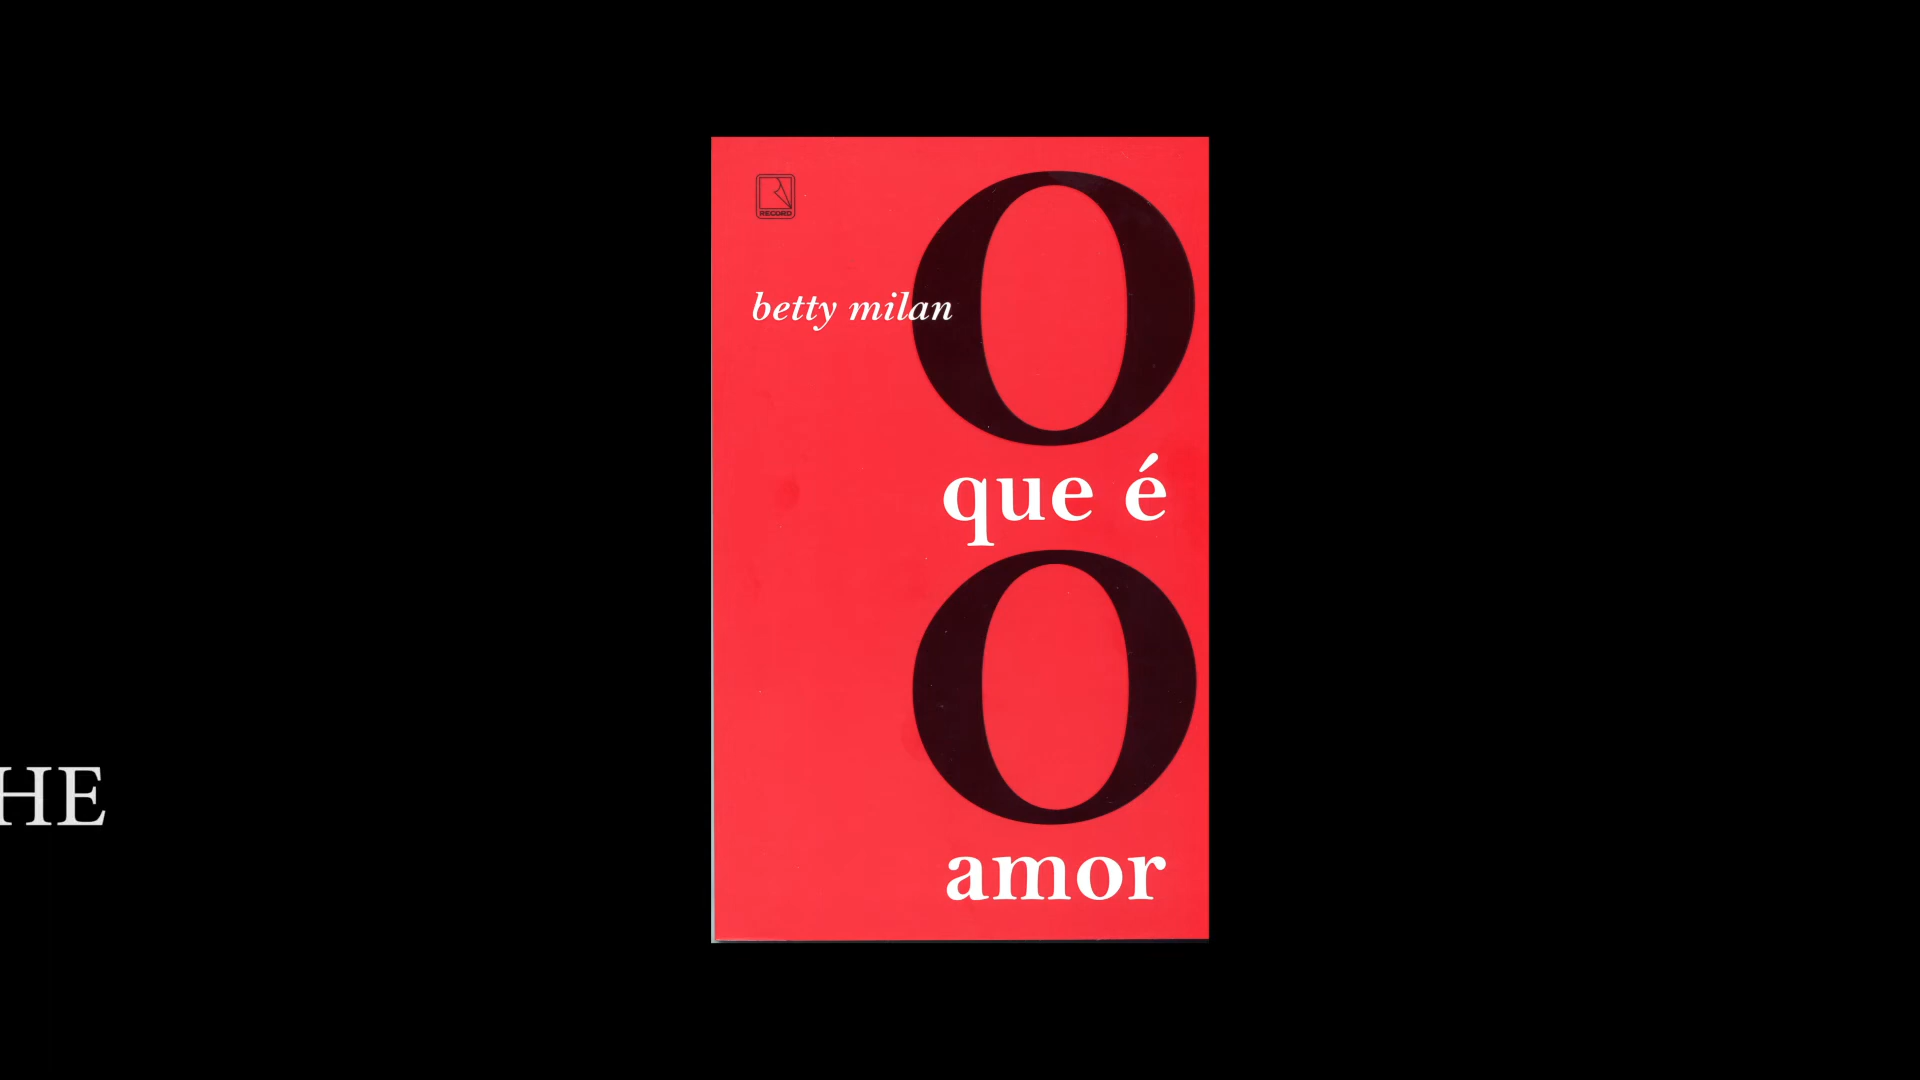 RECORD
betty milan
O
que é
O
amor
HE